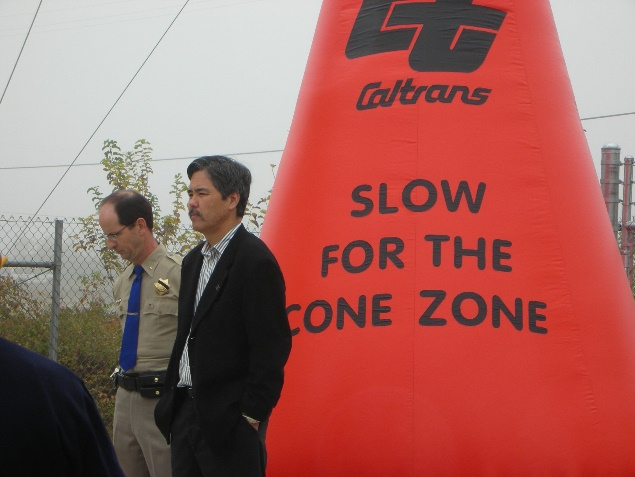 Caltrans
SLOW
FOR THE
CONE ZONE